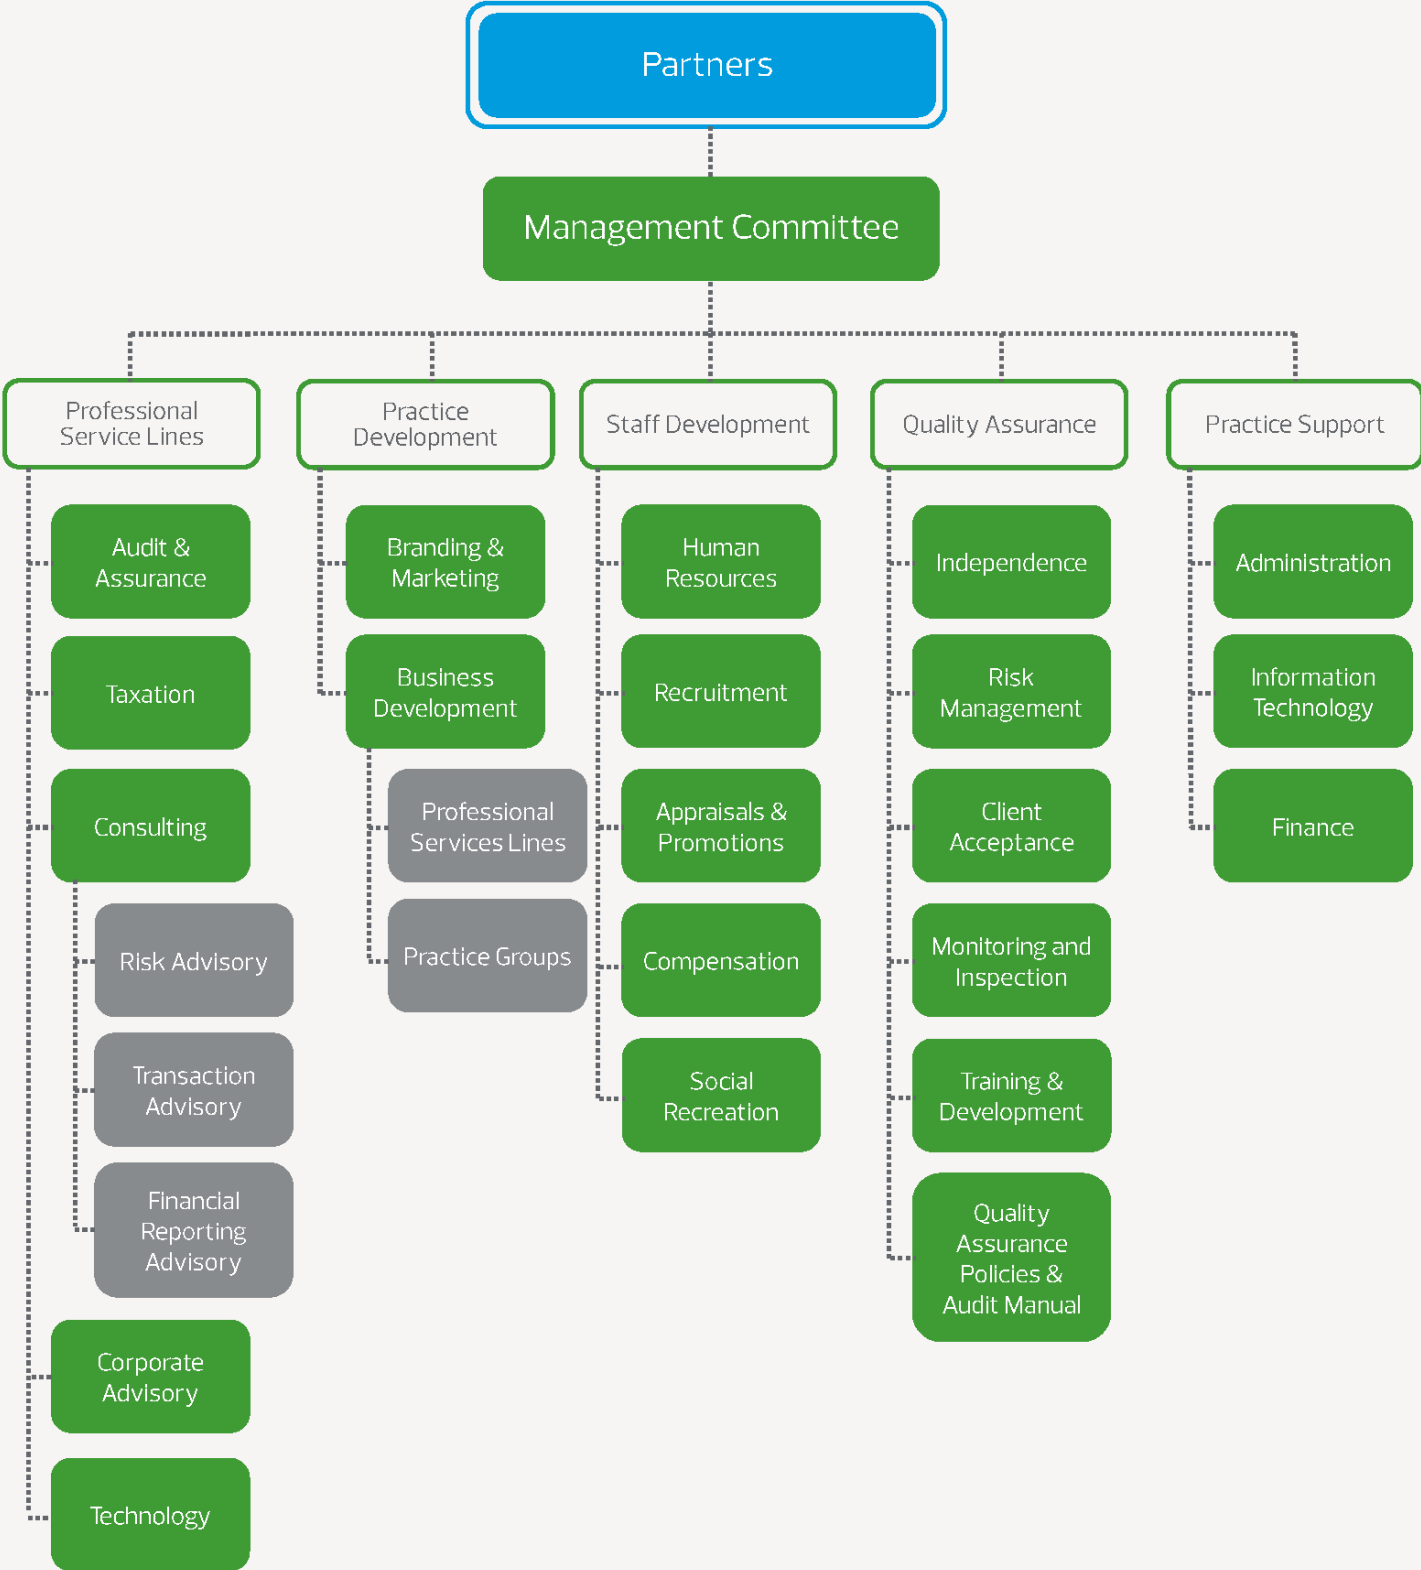 Partners
Management Committee
Professional
Service Lines
Audit &
Assurance
Taxation
Consulting
Risk Advisory
Transaction
Advisory
Financial
Reporting
Advisory
Corporate
Advisory
Technology
Practice
Development
Branding &
Marketing
Business
Development
Professional
Services Lines
Practice Groups
Staff Development
Human
Resources
Recruitment
Appraisals &
Promotions
Compensation
Social
Recreation
Quality Assurance
Independence
Risk
Management
Client
Acceptance
Monitoring and
Inspection
Training &
Development
Quality
Assurance
Policies &
Audit Manual
Practice Support
Administration
Information
Technology
Finance